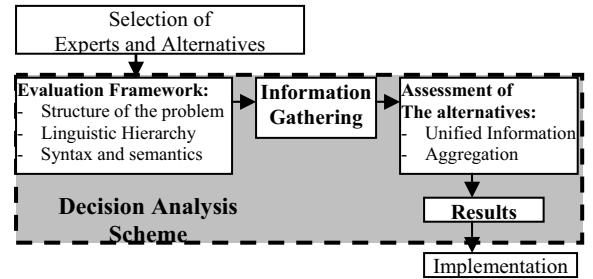 Selection of
Experts and Alternatives
Evaluation Framework:
- Structure of the problem
- Linguistic Hierarchy
- Syntax and semantics
Information
Gathering
Assessment of
The alternatives:
- Unified Information
- Aggregation
Decision Analysis
Scheme
Results
Implementation